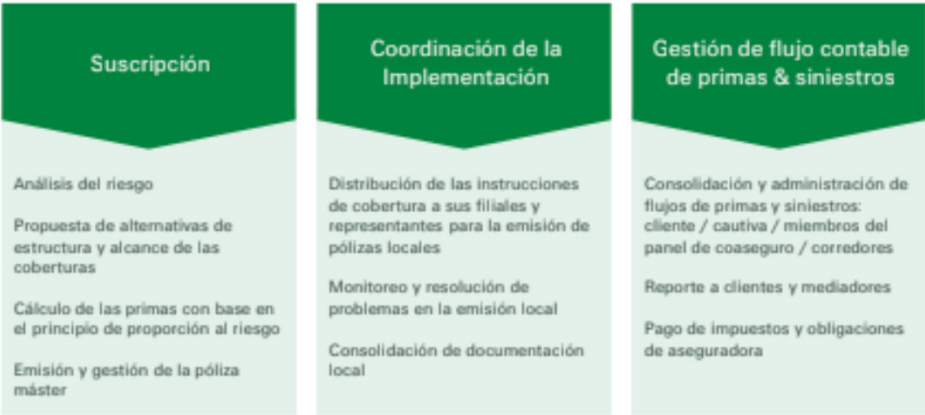 Suscripción
Análisis del riesgo
Propuesta de alternativas de
estructura y alcance de las
coberturas
Cálculo de las primas con base en
el principio de proporción al riesgo
Emisión y gestión de la póliza
máster
Coordinación de la
Implementación
Distribución de las instrucciones
de cobertura a sus filiales y
representantes para la emisión de
pólizas locales
Monitoreo y resolución de
problemas en la emisión local
Consolidación de documentación
local
Gestión de flujo contable
de primas & siniestros
Consolidación y administración de
flujos de primas y siniestros:
cliente / cautiva / miembros del
panel de coaseguro / corredores
Reporte a clientes y mediadores
Pago de impuestos y obligaciones
de aseguradora